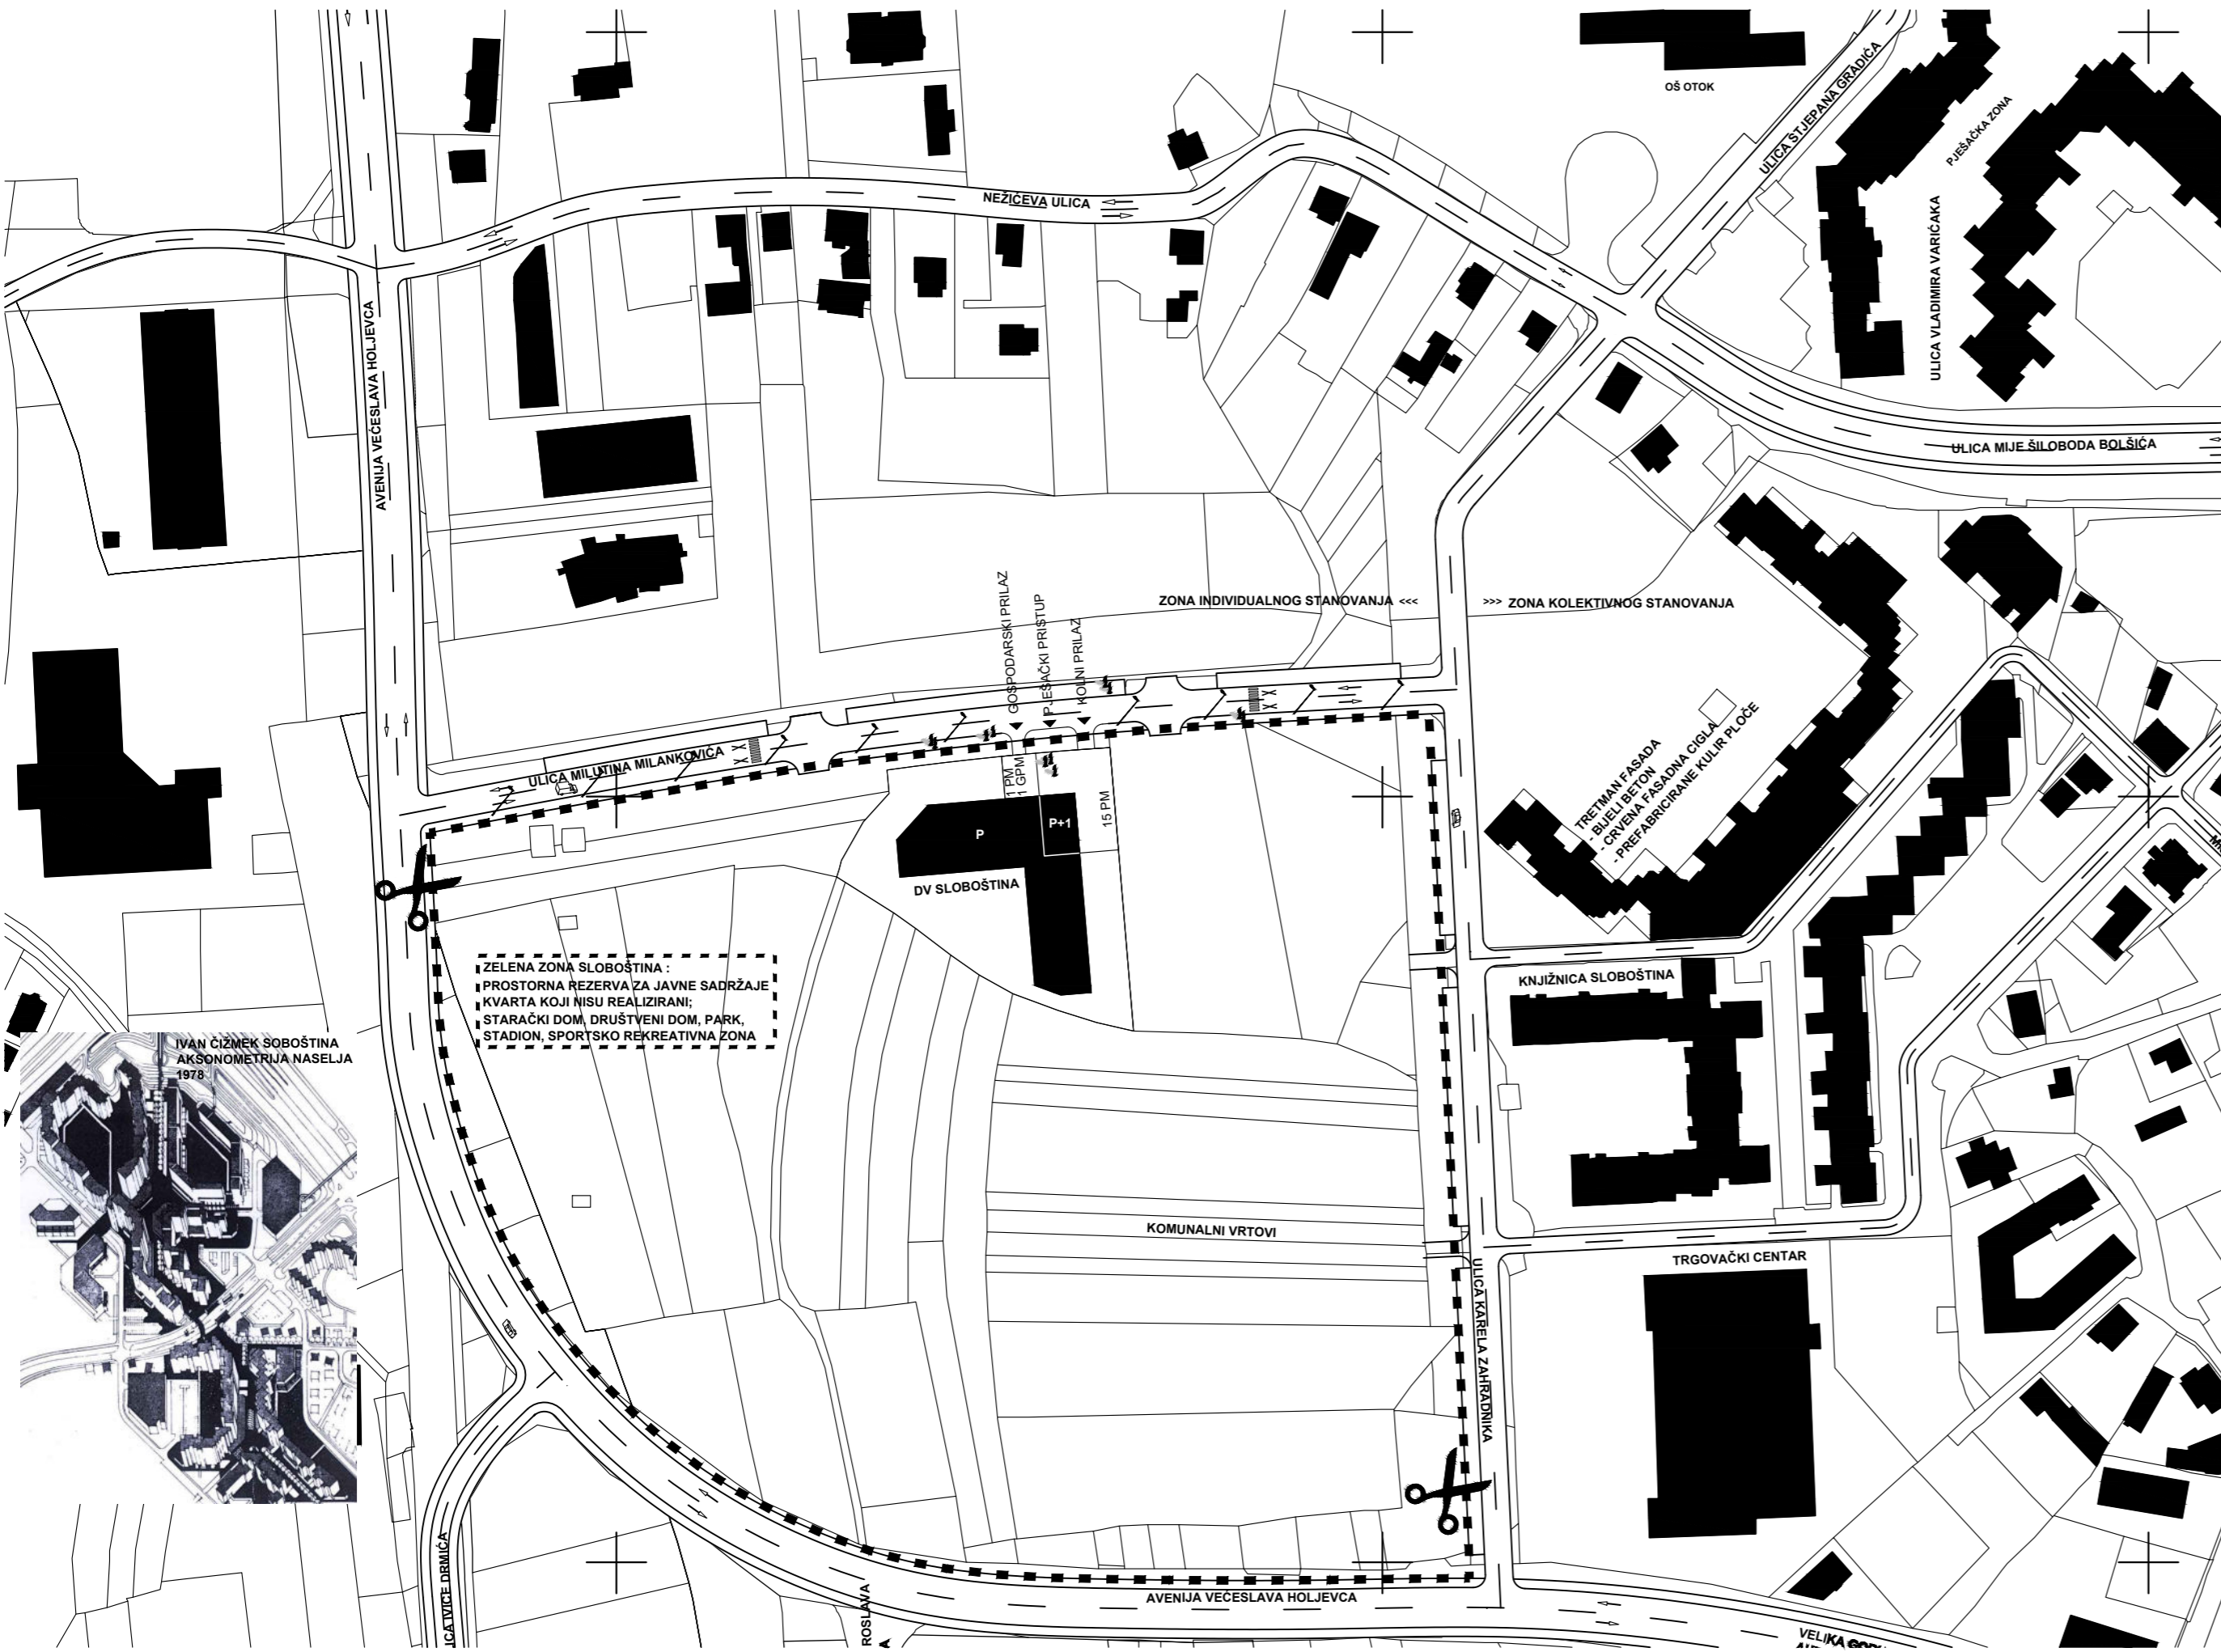 OŠ OTOK
ULICA STJEPANA GRADIĆA
PJEŠAČKA ZONA
NEŽIĆEVA ULICA
ULICA VLADIMIRA VARIĆAKA
AVENIJA VEĆESLAVA HOLJEVCA
ULICA MIJE ŠILOBODA BOLŠIĆA
ZONA INDIVIDUALNOG STANOVANJA <<<
>>> ZONA KOLEKTIVNOG STANOVANJA
GOSPODARSKI PRILAZ
PJEŠAČKI PRISTUP
KOLNI PRILAZ
ULICA MILUTINA MILANKOVIĆA
1 PM
1 GPM
15 PM
P
P+1
DV SLOBOŠTINA
TRETMAN FASADA
- BIJELI BETON
- CRVENA FASADNA CIGLA
- PREFABRICIRANE KULIR PLOČE
ZELENA ZONA SLOBOŠTINA :
PROSTORNA REZERVA ZA JAVNE SADRŽAJE
KVARTA KOJI NISU REALIZIRANI;
STARAČKI DOM, DRUŠTVENI DOM, PARK,
STADION, SPORTSKO REKREATIVNA ZONA
KNJIŽNICA SLOBOŠTINA
IVAN ČIŽMEK SOBOŠTINA
AKSONOMETRIJA NASELJA
1978
KOMUNALNI VRTOVI
TRGOVAČKI CENTAR
ULICA KARELA ZAHRADNIKA
AVENIJA VEĆESLAVA HOLJEVCA
IVICE DRMIĆA
ROSLAVA
VELIKA